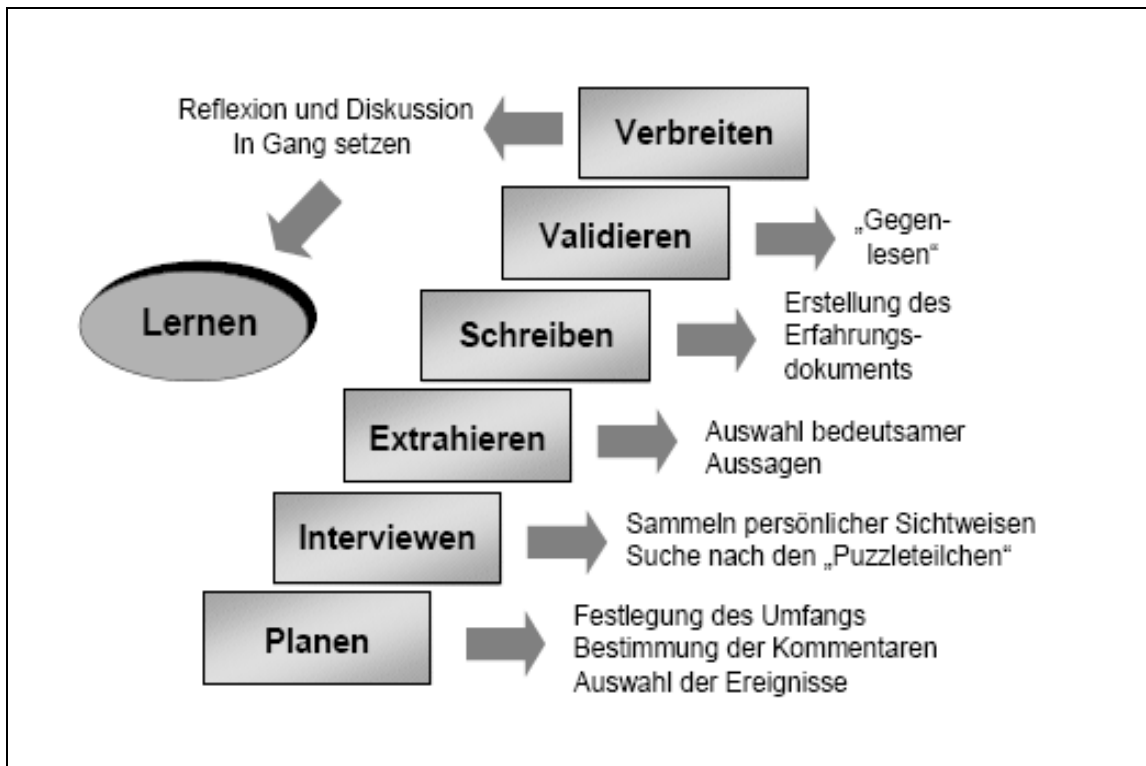 Reflexion und Diskussion
In Gang setzen
Verbreiten
Validieren
„Gegen-
lesen“
Lernen
Schreiben
Erstellung des
Erfahrungs-
dokuments
Extrahieren
Auswahl bedeutsamer
Aussagen
Interviewen
Sammeln persönlicher Sichtweisen
Suche nach den „Puzzleteilchen“
Planen
Festlegung des Umfangs
Bestimmung der Kommentaren
Auswahl der Ereignisse